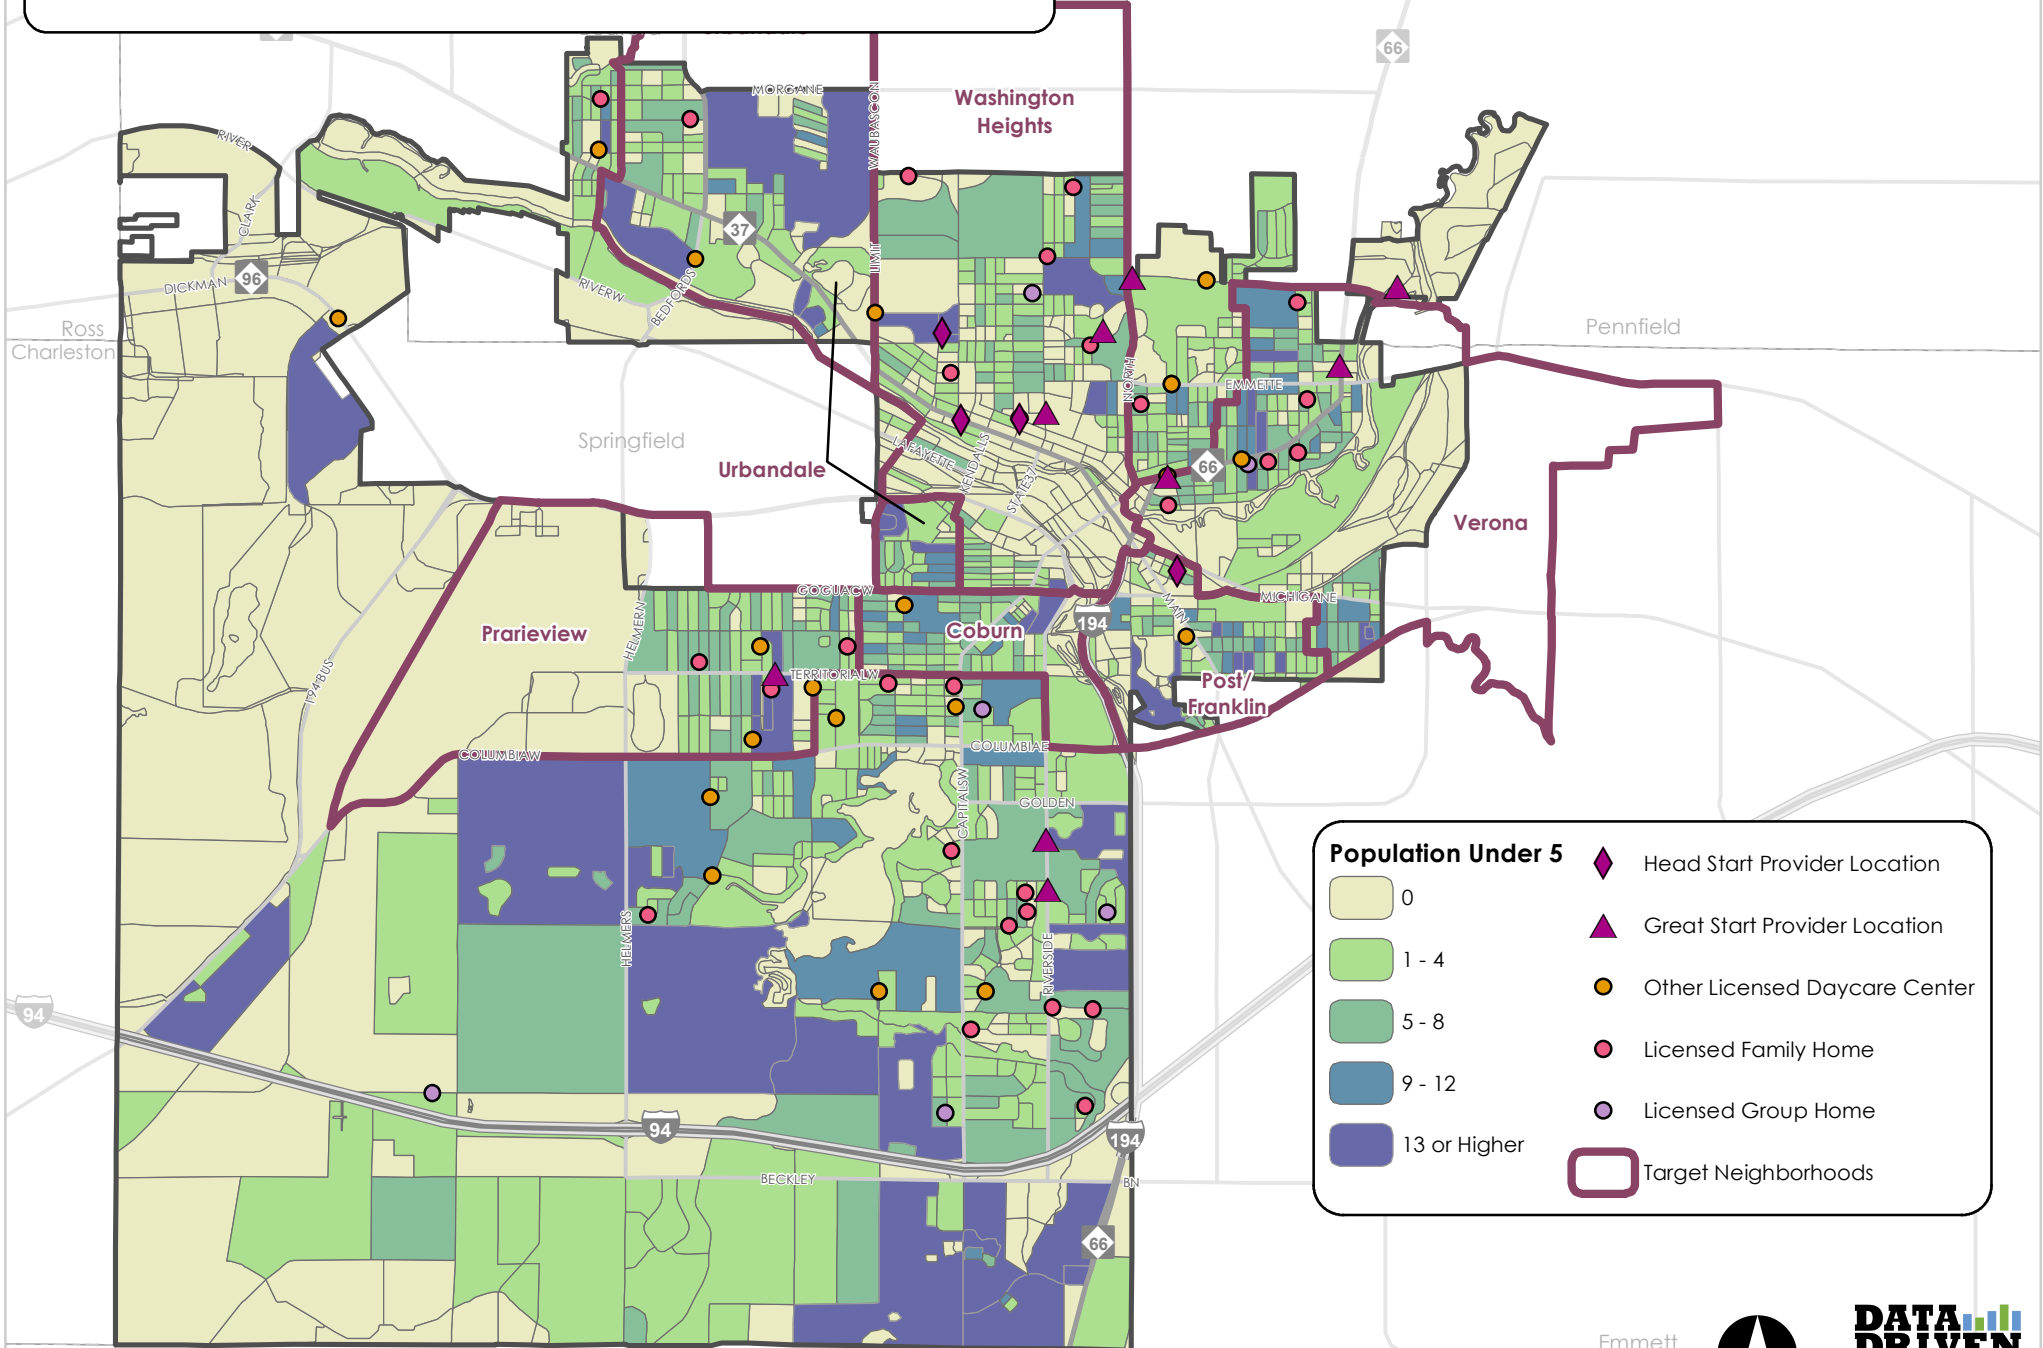 66
MORGANE
Washington
Heights
WAUBASCON
RIVER
CLARK
37
LIMIT
96
DICKMAN
RIVERW
BEDFORDS
Ross
Charleston
Pennfield
NORTH
EMMETTE
Springfield
Urbandale
LAFAYETTE
KENDALLS
STATE37
66
Verona
GOGUACW
MICHIGANE
MAIN
194
HELMERN
Prarieview
Coburn
TERRITORIALW
Post/
Franklin
194 BUS
COLUMBIAW
COLUMBIAE
CAPITALSW
GOLDEN
HELMERS
RIVERSIDE
94
94
194
BECKLEY
BN
66
Population Under 5
0
1 - 4
5 - 8
9 - 12
13 or Higher
Head Start Provider Location
Great Start Provider Location
Other Licensed Daycare Center
Licensed Family Home
Licensed Group Home
Target Neighborhoods
Emmett
DATA
DRIVEN